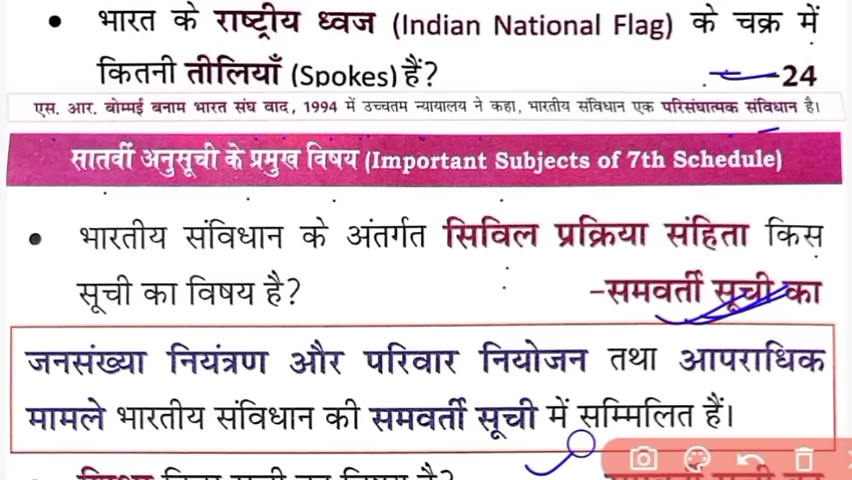 • भारत के राष्ट्रीय ध्वज (Indian National Flag) के चक्र में
कितनी तीलियाँ (Spokes) हैं? –24
एस. आर. बोम्मई बनाम भारत संघ वाद, 1994 में उच्चतम न्यायालय ने कहा, भारतीय संविधान एक परिसंघात्मक संविधान है।
सातवीं अनुसूची के प्रमुख विषय (Important Subjects of 7th Schedule)
• भारतीय संविधान के अंतर्गत सिविल प्रक्रिया संहिता किस
सूची का विषय है? –समवर्ती सूची का
जनसंख्या नियंत्रण और परिवार नियोजन तथा आपराधिक
मामले भारतीय संविधान की समवर्ती सूची में सम्मिलित हैं।